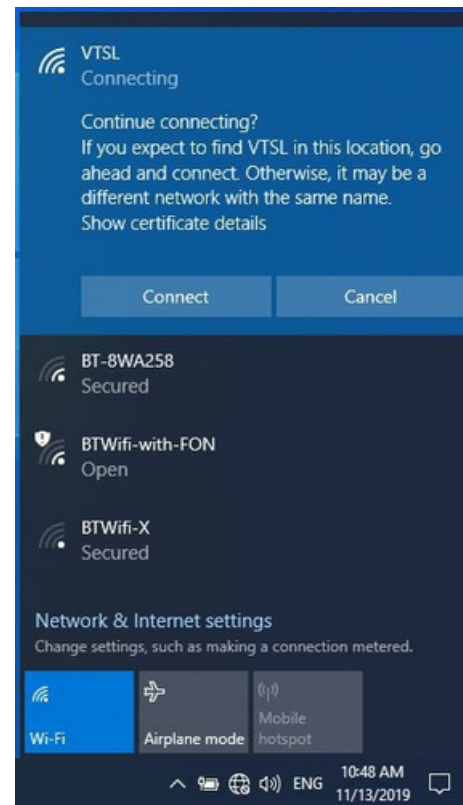 VTSL
Connecting
Continue connecting?
If you expect to find VTSL in this location, go
ahead and connect. Otherwise, it may be a
different network with the same name.
Show certificate details
Connect Cancel
BT-8WA258
Secured
BTWifi-with-FON
Open
BTWifi-X
Secured
Network & Internet settings
Change settings, such as making a connection metered.
Wi-Fi Airplane mode Mobile
hotspot
ENG 10:48 AM
11/13/2019